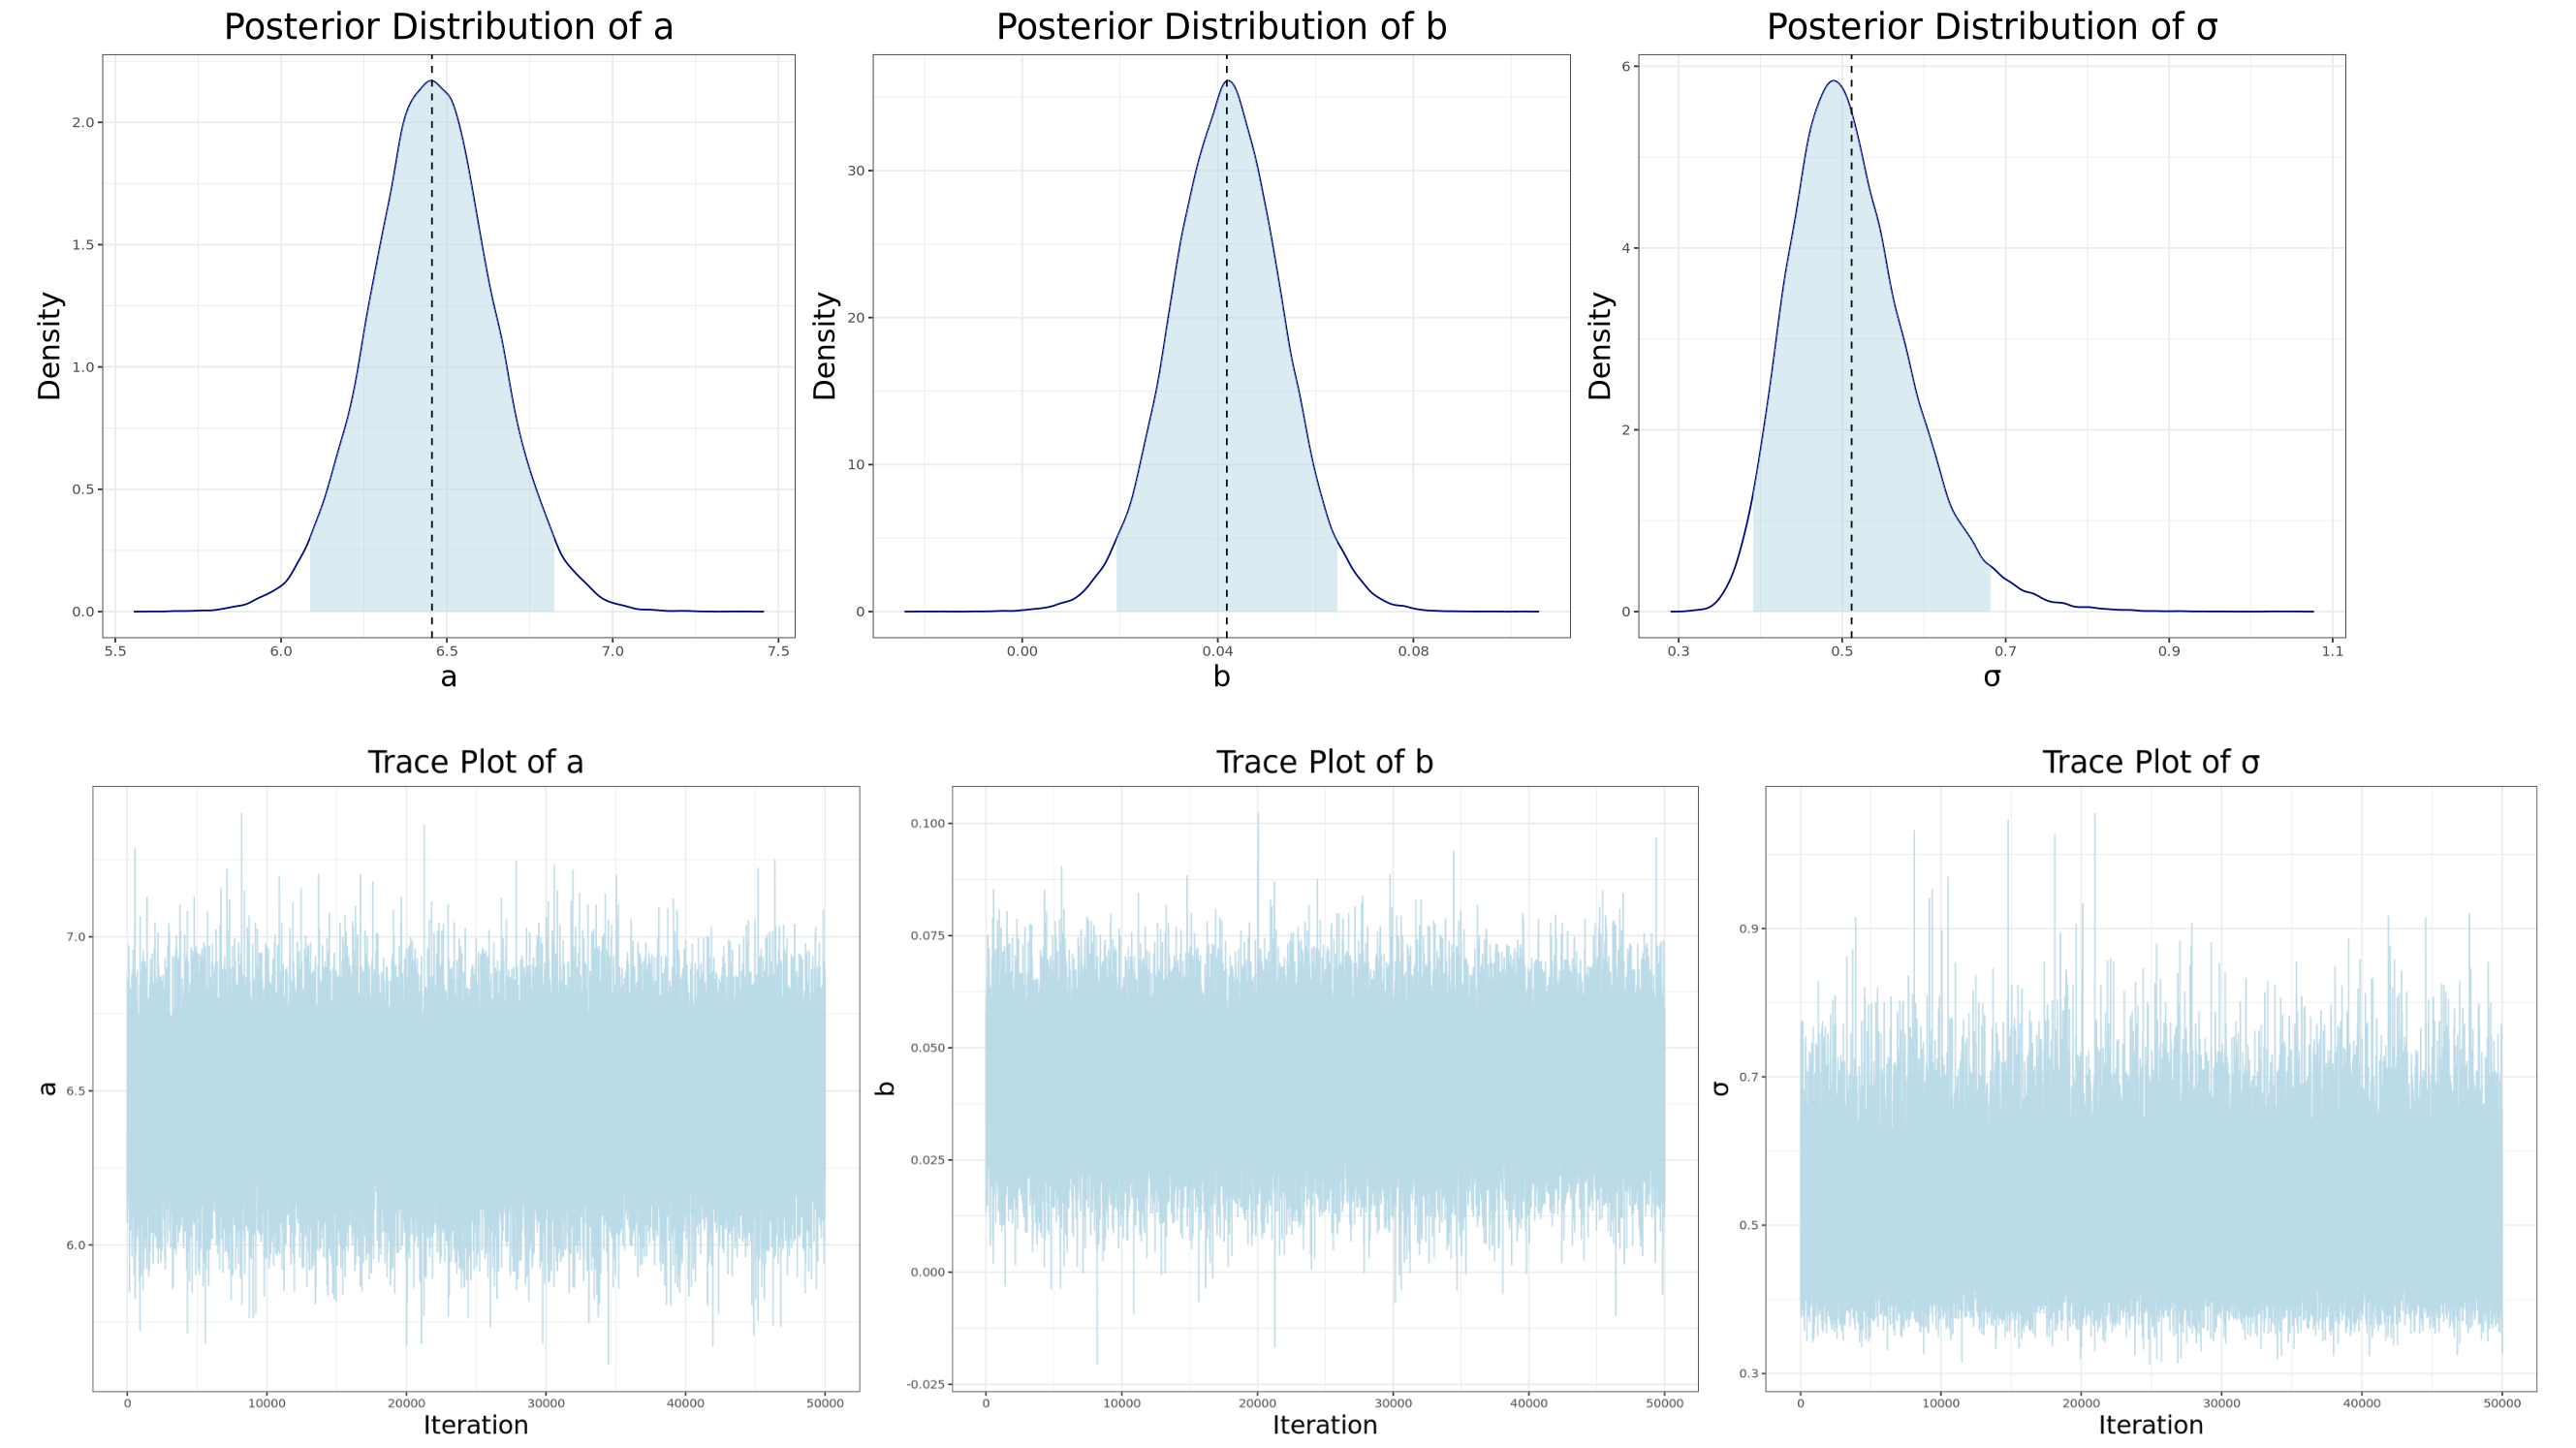 Posterior Distribution of a
Posterior Distribution of b
Posterior Distribution of σ
Density
2.0
1.5
1.0
0.5
0.0
5.5 6.0 6.5 7.0 7.5
a
Density
30
20
10
0
0.00 0.04 0.08
b
Density
6
4
2
0
0.3 0.5 0.7 0.9 1.1
σ
Trace Plot of a
Trace Plot of b
Trace Plot of σ
a
7.0
6.5
6.0
0 10000 20000 30000 40000 50000
Iteration
b
0.100
0.075
0.050
0.025
0.000
-0.025
0 10000 20000 30000 40000 50000
Iteration
σ
0.9
0.7
0.5
0.3
0 10000 20000 30000 40000 50000
Iteration